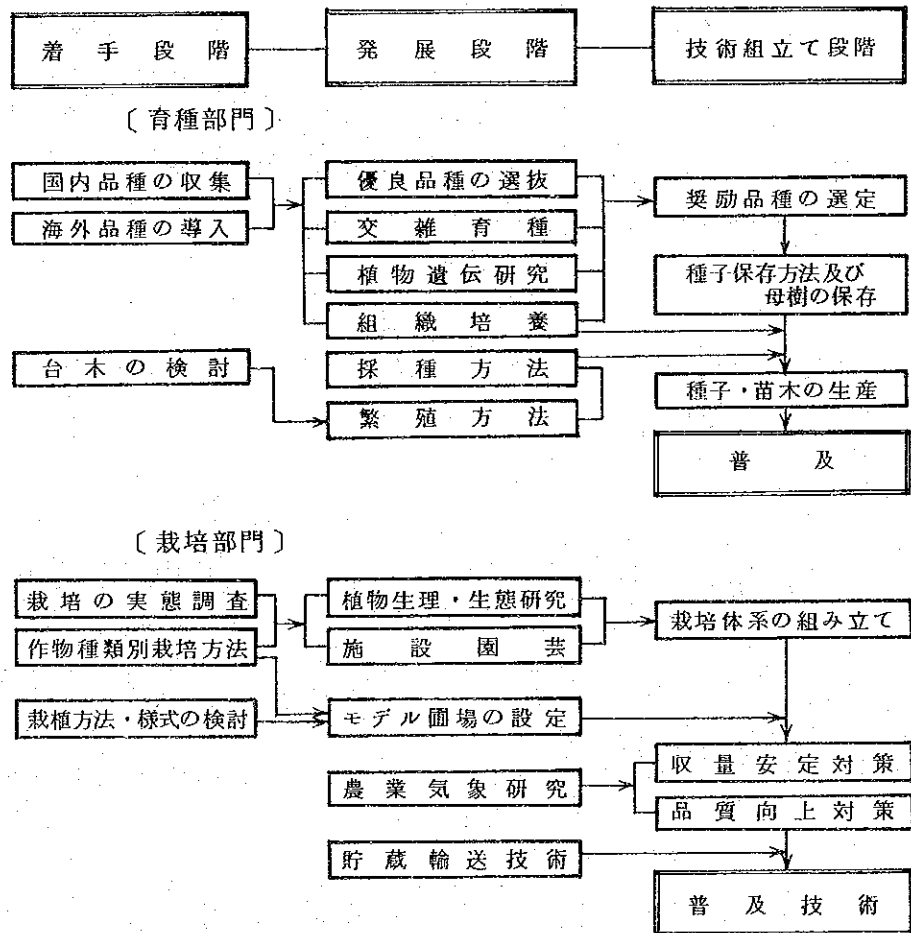 着手段階
発展段階
技術組立て段階
〔育種部門〕
国内品種の収集
海外品種の導入
台木の検討
優良品種の選抜
交雑育種
植物遺伝研究
組織培養
採種方法
繁殖方法
奨励品種の選定
種子保存方法及び
母樹の保存
種子・苗木の生産
普及
〔栽培部門〕
栽培の実態調査
作物種類別栽培方法
栽植方法・様式の検討
植物生理・生態研究
施設園芸
モデル圃場の設定
農業気象研究
貯蔵輸送技術
栽培体系の組み立て
収量安定対策
品質向上対策
普及技術